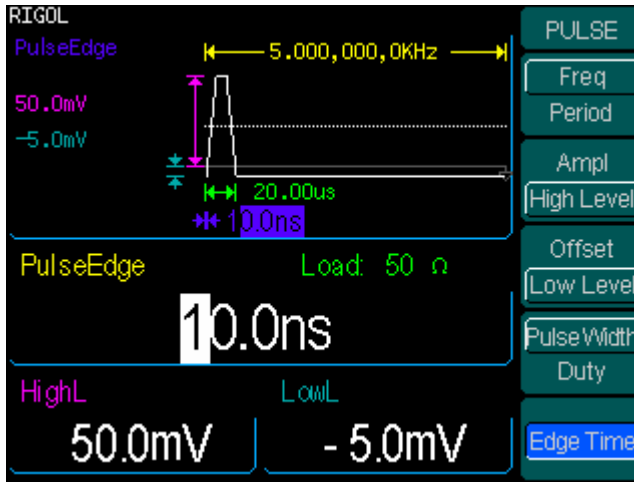 RIGOL
PulseEdge
5.000,000,0KHz
50.0mV
-5.0mV
20.00us
10.0ns
PulseEdge
Load: 50 Ω
10.0ns
HighL
LowL
50.0mV
- 5.0mV
PULSE
Freq
Period
Ampl
High Level
Offset
Low Level
PulseWidth
Duty
Edge Time